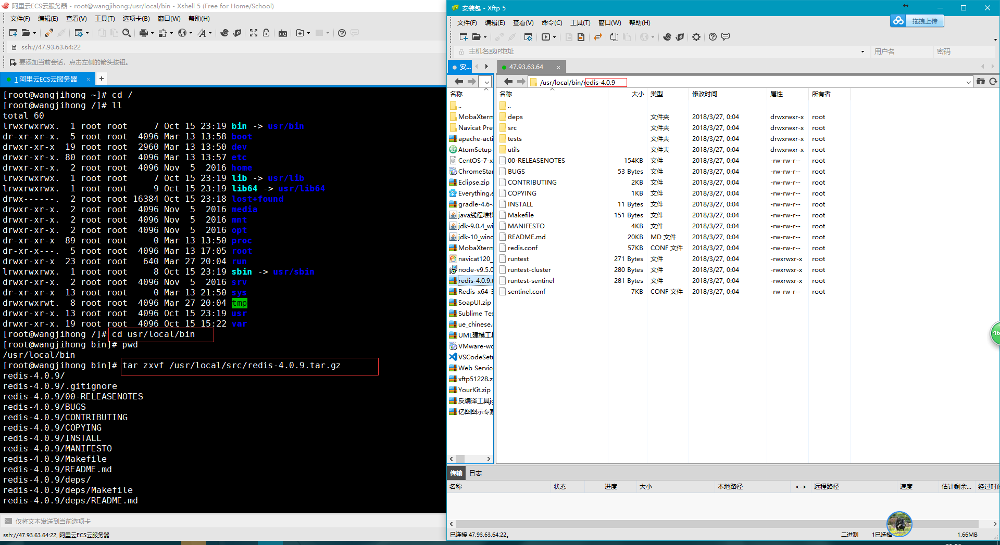 阿里云ECS云服务器 - root@wangjihong:/usr/local/bin - Xshell 5 (Free for Home/School)
文件(F) 编辑(E) 查看(V) 工具(T) 选项卡(B) 窗口(W) 帮助(H)
ssh://47.93.63.64:22
要添加当前会话，点击左侧的箭头按钮。
1 阿里云ECS云服务器 × +
[root@wangjihong ~]# cd /
[root@wangjihong /]# ll
total 60
lrwxrwxrwx. 1 root root 7 Oct 15 23:19 bin -> usr/bin
dr-xr-xr-x. 5 root root 4096 Mar 13 13:58 boot
drwxr-xr-x 19 root root 2960 Mar 13 13:50 dev
drwxr-xr-x. 80 root root 4096 Mar 13 13:57 etc
drwxr-xr-x. 2 root root 4096 Nov 5 2016 home
lrwxrwxrwx. 1 root root 7 Oct 15 23:19 lib -> usr/lib
lrwxrwxrwx. 1 root root 9 Oct 15 23:19 lib64 -> usr/lib64
drwx------. 2 root root 16384 Oct 15 23:18 lost+found
drwxr-xr-x. 2 root root 4096 Nov 5 2016 media
drwxr-xr-x. 2 root root 4096 Nov 5 2016 mnt
drwxr-xr-x. 2 root root 4096 Nov 5 2016 opt
dr-xr-xr-x 89 root root 0 Mar 13 13:50 proc
dr-xr-x---. 5 root root 4096 Mar 13 17:05 root
drwxr-xr-x 23 root root 640 Mar 27 20:04 run
lrwxrwxrwx. 1 root root 8 Oct 15 23:19 sbin -> usr/sbin
drwxr-xr-x. 2 root root 4096 Nov 5 2016 srv
dr-xr-xr-x 13 root root 0 Mar 13 21:50 sys
drwxrwxrwt. 8 root root 4096 Mar 27 20:04 tmp
drwxr-xr-x. 13 root root 4096 Oct 15 23:19 usr
drwxr-xr-x. 19 root root 4096 Oct 15 15:22 var
[root@wangjihong /]# cd usr/local/bin
[root@wangjihong bin]# pwd
/usr/local/bin
[root@wangjihong bin]# tar zxvf /usr/local/src/redis-4.0.9.tar.gz
redis-4.0.9/
redis-4.0.9/.gitignore
redis-4.0.9/00-RELEASENOTES
redis-4.0.9/BUGS
redis-4.0.9/CONTRIBUTING
redis-4.0.9/COPYING
redis-4.0.9/INSTALL
redis-4.0.9/MANIFESTO
redis-4.0.9/Makefile
redis-4.0.9/README.md
redis-4.0.9/deps/
redis-4.0.9/deps/Makefile
redis-4.0.9/deps/README.md
仅将文本发送到当前选项卡
ssh://47.93.63.64:22, 阿里云ECS云服务器
安装包 - Xftp 5
文件(F) 编辑(E) 查看(V) 命令(C) 工具(T) 窗口(W) 帮助(H)
拖拽上传
主机名或IP地址 用户名 密码
安... 47.93.63.64 ×
/usr/local/bin/redis-4.0.9
名称
..
MobaXterm
Navicat Pre
apache-acti
AtomSetup-
CentOS-7-x
ChromeStan
Eclipse.zip
Everything.e
gradle-4.6-a
java线程堆栈
jdk-9.0.4_wi
jdk-10_wind
MobaXterm
navicat120_
node-v9.5.0
redis-4.0.9.t
Redis-x64-3
SoapUI.zip
Sublime Tex
ue_chinese.r
UML建模工具
VMware-wo
VSCodeSetu
Web Service
xftp51228.z
YourKit.zip
反编译工具jg
亿图图示专家
名称 大小 类型 修改时间 属性 所有者
..
deps 文件夹 2018/3/27, 0:04 drwxrwxr-x root
src 文件夹 2018/3/27, 0:04 drwxrwxr-x root
tests 文件夹 2018/3/27, 0:04 drwxrwxr-x root
utils 文件夹 2018/3/27, 0:04 drwxrwxr-x root
00-RELEASENOTES 154KB 文件 2018/3/27, 0:04 -rw-rw-r-- root
BUGS 53 Bytes 文件 2018/3/27, 0:04 -rw-rw-r-- root
CONTRIBUTING 2KB 文件 2018/3/27, 0:04 -rw-rw-r-- root
COPYING 1KB 文件 2018/3/27, 0:04 -rw-rw-r-- root
INSTALL 11 Bytes 文件 2018/3/27, 0:04 -rw-rw-r-- root
Makefile 151 Bytes 文件 2018/3/27, 0:04 -rw-rw-r-- root
MANIFESTO 4KB 文件 2018/3/27, 0:04 -rw-rw-r-- root
README.md 20KB MD 文件 2018/3/27, 0:04 -rw-rw-r-- root
redis.conf 57KB CONF 文件 2018/3/27, 0:04 -rw-rw-r-- root
runtest 271 Bytes 文件 2018/3/27, 0:04 -rwxrwxr-x root
runtest-cluster 280 Bytes 文件 2018/3/27, 0:04 -rwxrwxr-x root
runtest-sentinel 281 Bytes 文件 2018/3/27, 0:04 -rwxrwxr-x root
sentinel.conf 7KB CONF 文件 2018/3/27, 0:04 -rw-rw-r-- root
46
传输 日志
名称 状态 进度 大小 本地路径 <-> 远程路径 速度 估计剩余... 经过时间
已连接 47.93.63.64:22。 二进制 1已选择 1.66MB